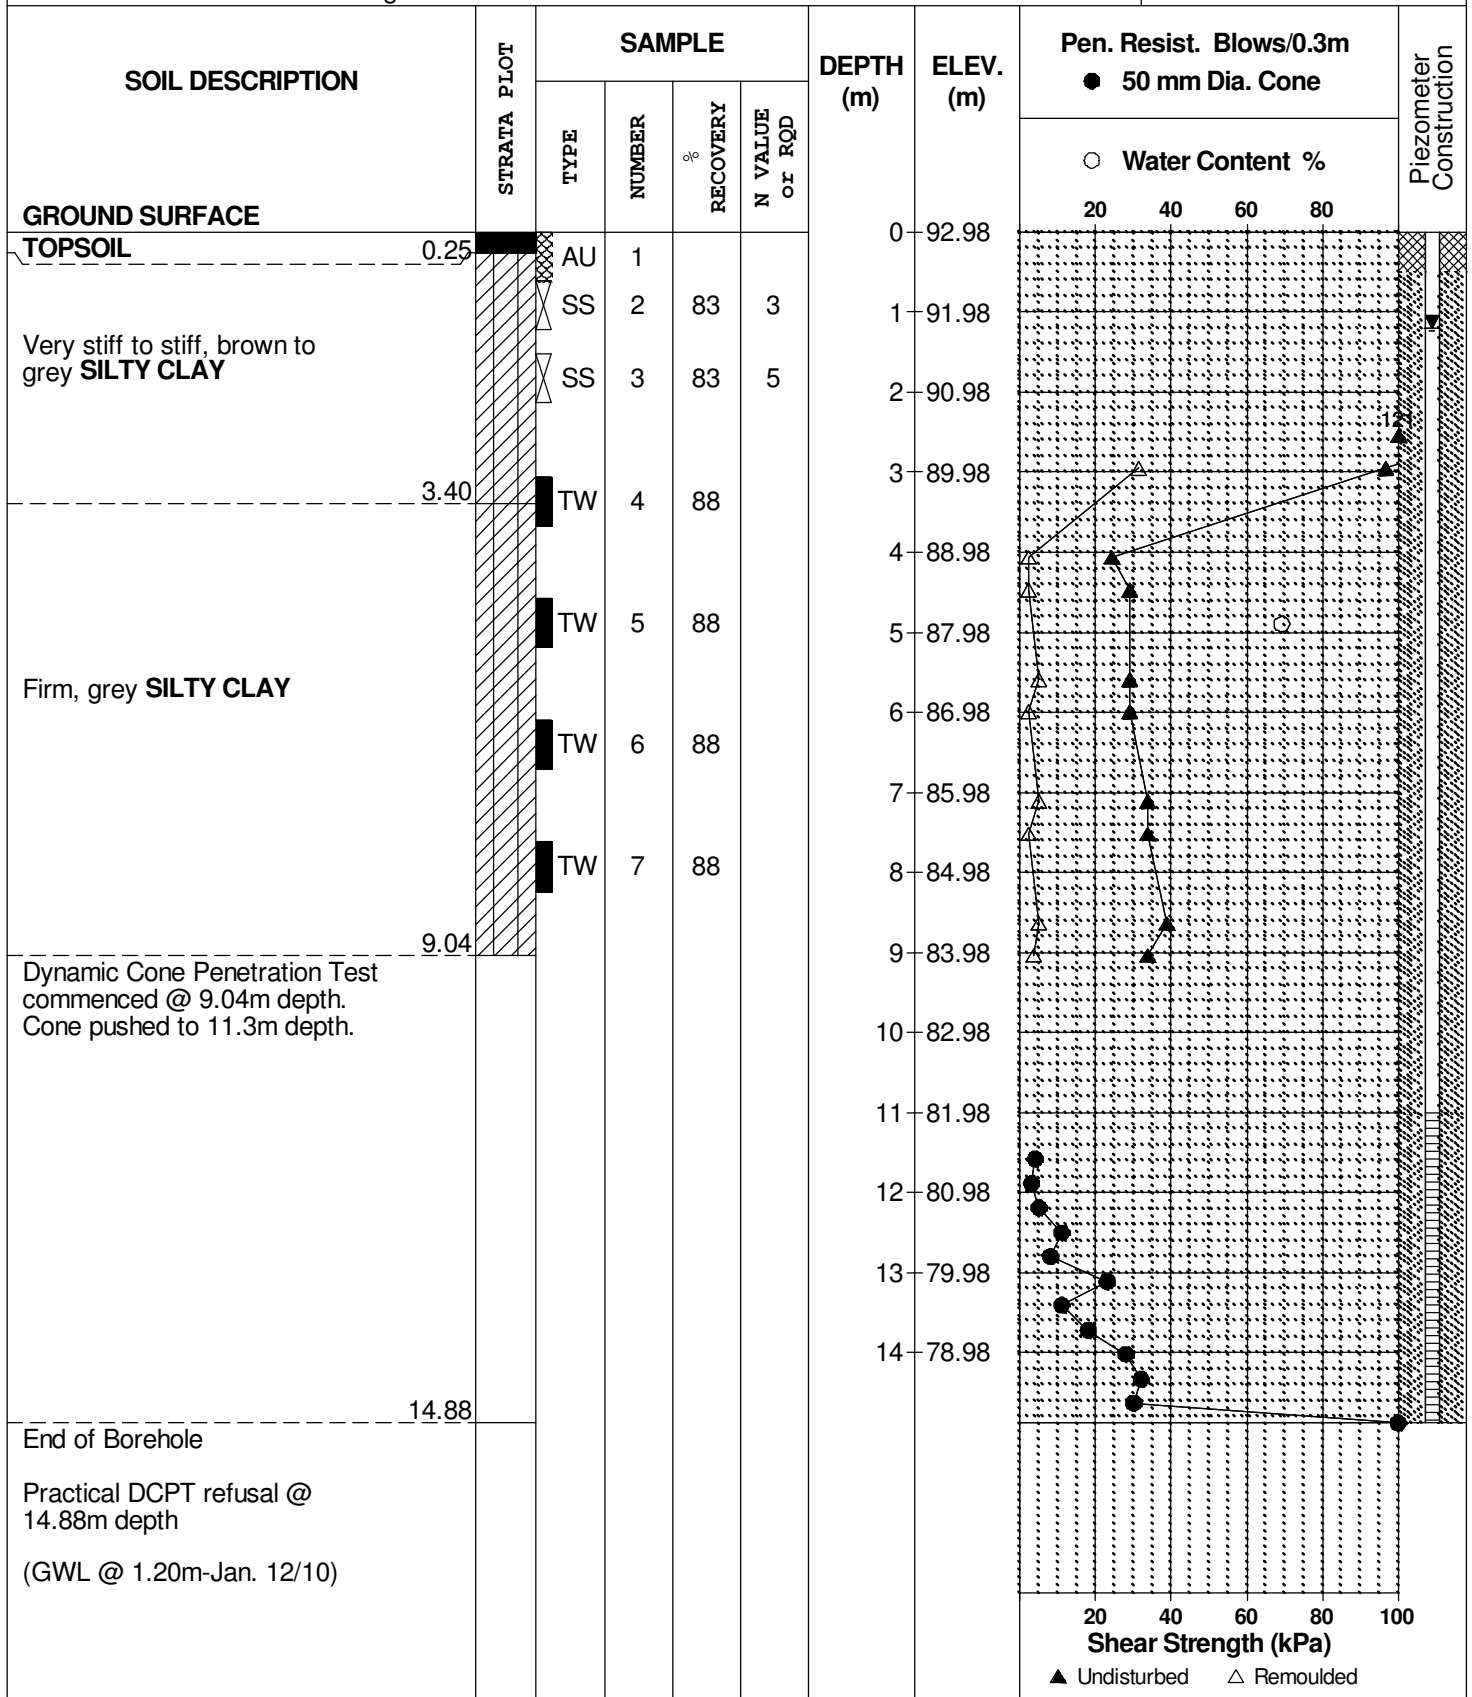 SOIL DESCRIPTION
STRATA PLOT
SAMPLE
TYPE
NUMBER
% RECOVERY
N VALUE or RQD
DEPTH (m)
ELEV. (m)
Pen. Resist. Blows/0.3m
● 50 mm Dia. Cone
○ Water Content %
Piezometer Construction
20 40 60 80
GROUND SURFACE
0 92.98
TOPSOIL 0.25
AU 1
SS 2 83 3
1 91.98
Very stiff to stiff, brown to
grey SILTY CLAY
SS 3 83 5
2 90.98
3 89.98
3.40
TW 4 88
4 88.98
TW 5 88
5 87.98
Firm, grey SILTY CLAY
6 86.98
TW 6 88
7 85.98
TW 7 88
8 84.98
9.04
9 83.98
Dynamic Cone Penetration Test
commenced @ 9.04m depth.
Cone pushed to 11.3m depth.
10 82.98
11 81.98
12 80.98
13 79.98
14 78.98
14.88
End of Borehole
Practical DCPT refusal @
14.88m depth
(GWL @ 1.20m-Jan. 12/10)
20 40 60 80 100
Shear Strength (kPa)
▲ Undisturbed △ Remoulded